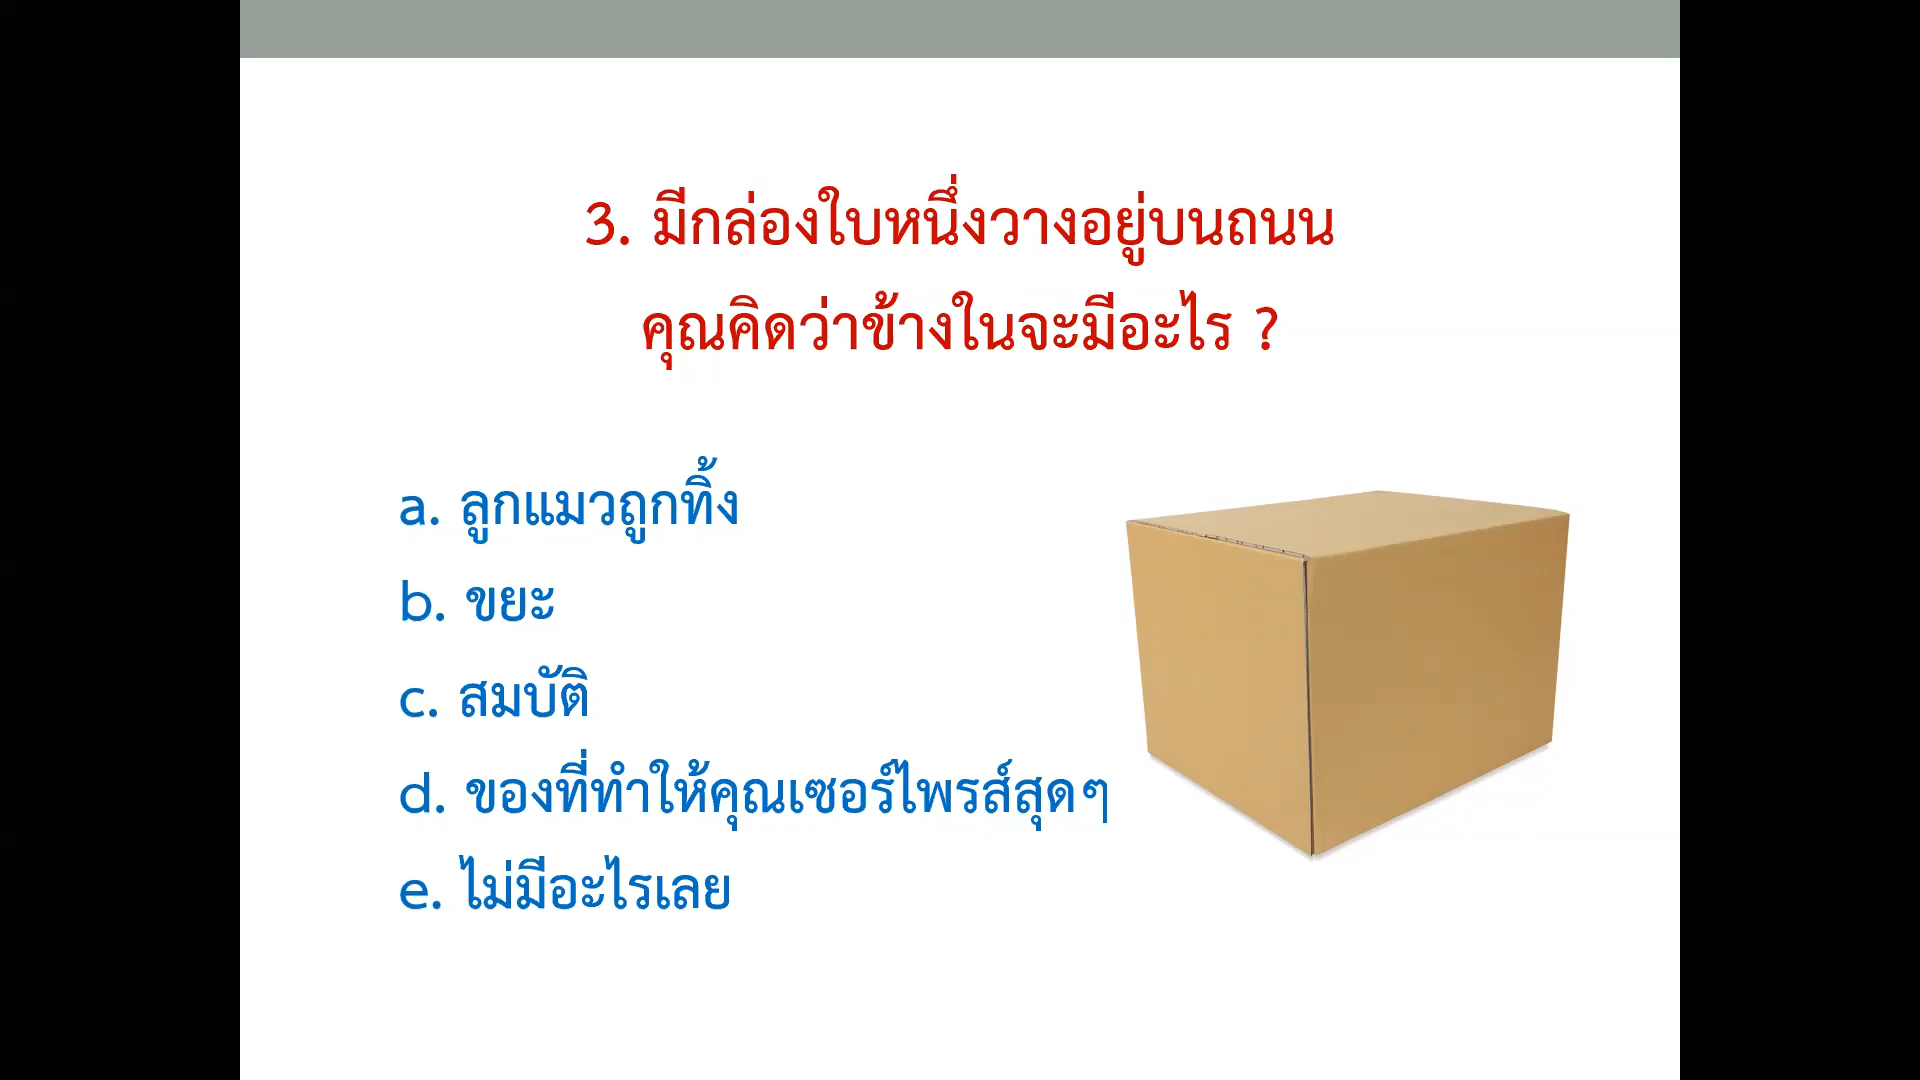 3. มีกล่องใบหนึ่งวางอยู่บนถนน
คุณคิดว่าข้างในจะมีอะไร ?
a. ลูกแมวถูกทิ้ง
b. ขยะ
c. สมบัติ
d. ของที่ทำให้คุณเซอร์ไพรส์สุดๆ
e. ไม่มีอะไรเลย